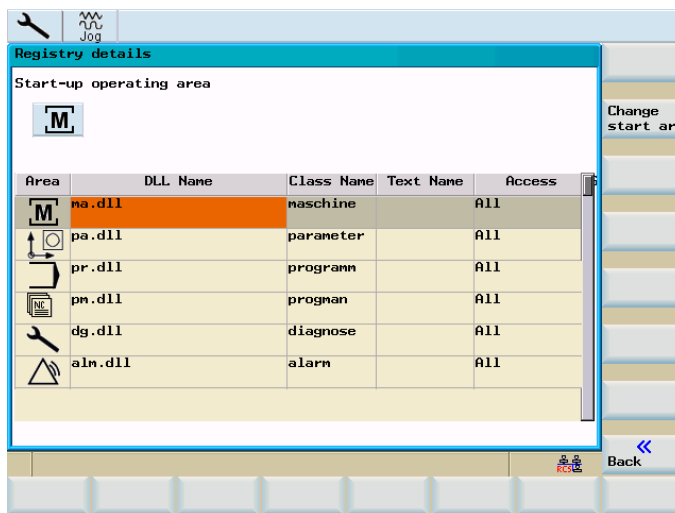 Jog
Registry details
Start-up operating area
M
Change
start ar
Area DLL Name Class Name Text Name Access
M ma.dll maschine All
pa.dll parameter All
pr.dll programm All
NC pm.dll progman All
dg.dll diagnose All
alm.dll alarm All
RCS
Back